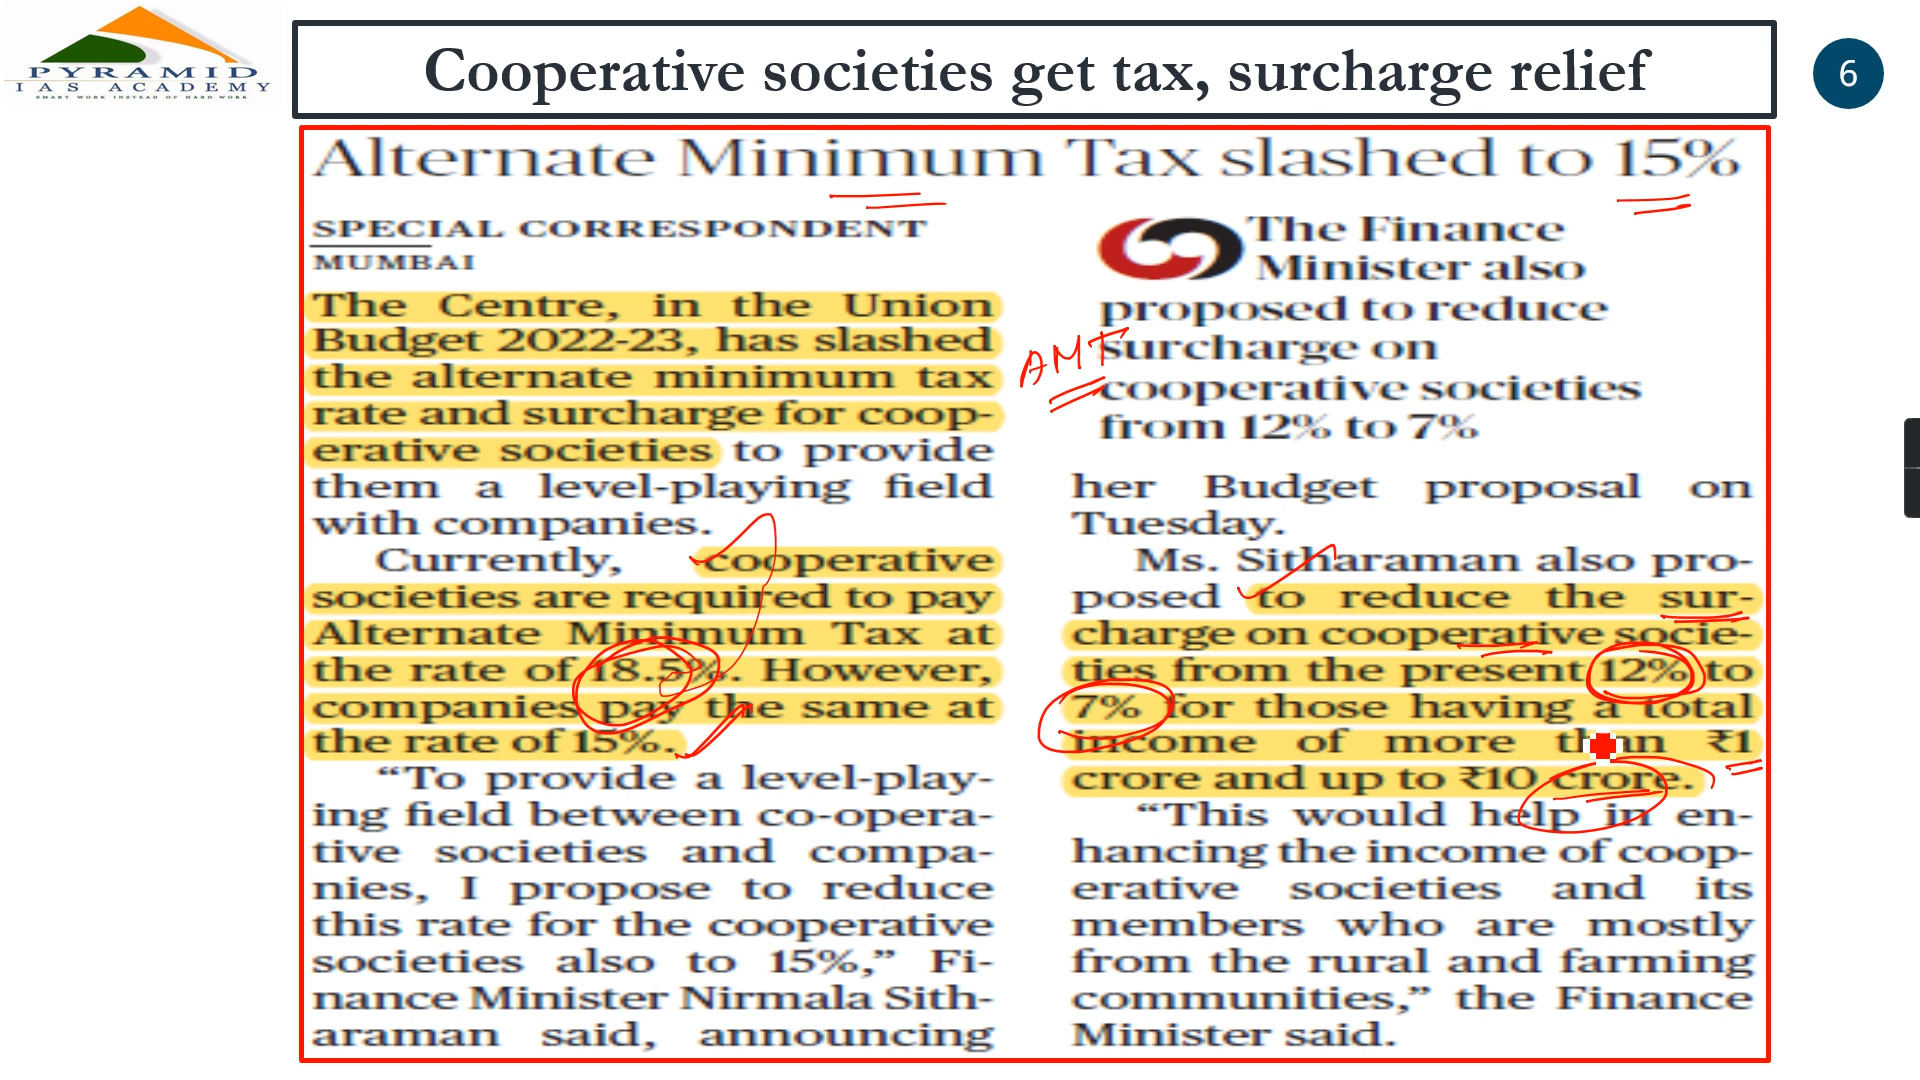 PYRAMID
IAS ACADEMY
SMART WORK INSTEAD OF HARD WORK
Cooperative societies get tax, surcharge relief
6
Alternate Minimum Tax slashed to 15%
SPECIAL CORRESPONDENT
MUMBAI
The Centre, in the Union
Budget 2022-23, has slashed
the alternate minimum tax
rate and surcharge for coop-
erative societies to provide
them a level-playing field
with companies.
Currently, cooperative
societies are required to pay
Alternate Minimum Tax at
the rate of 18.5%. However,
companies pay the same at
the rate of 15%.
“To provide a level-play-
ing field between co-opera-
tive societies and compa-
nies, I propose to reduce
this rate for the cooperative
societies also to 15%,” Fi-
nance Minister Nirmala Sith-
araman said, announcing
The Finance
Minister also
proposed to reduce
surcharge on
cooperative societies
from 12% to 7%
AMT
her Budget proposal on
Tuesday.
Ms. Sitharaman also pro-
posed to reduce the sur-
charge on cooperative socie-
ties from the present 12% to
7% for those having a total
income of more than ₹1
crore and up to ₹10 crore.
“This would help in en-
hancing the income of coop-
erative societies and its
members who are mostly
from the rural and farming
communities,” the Finance
Minister said.